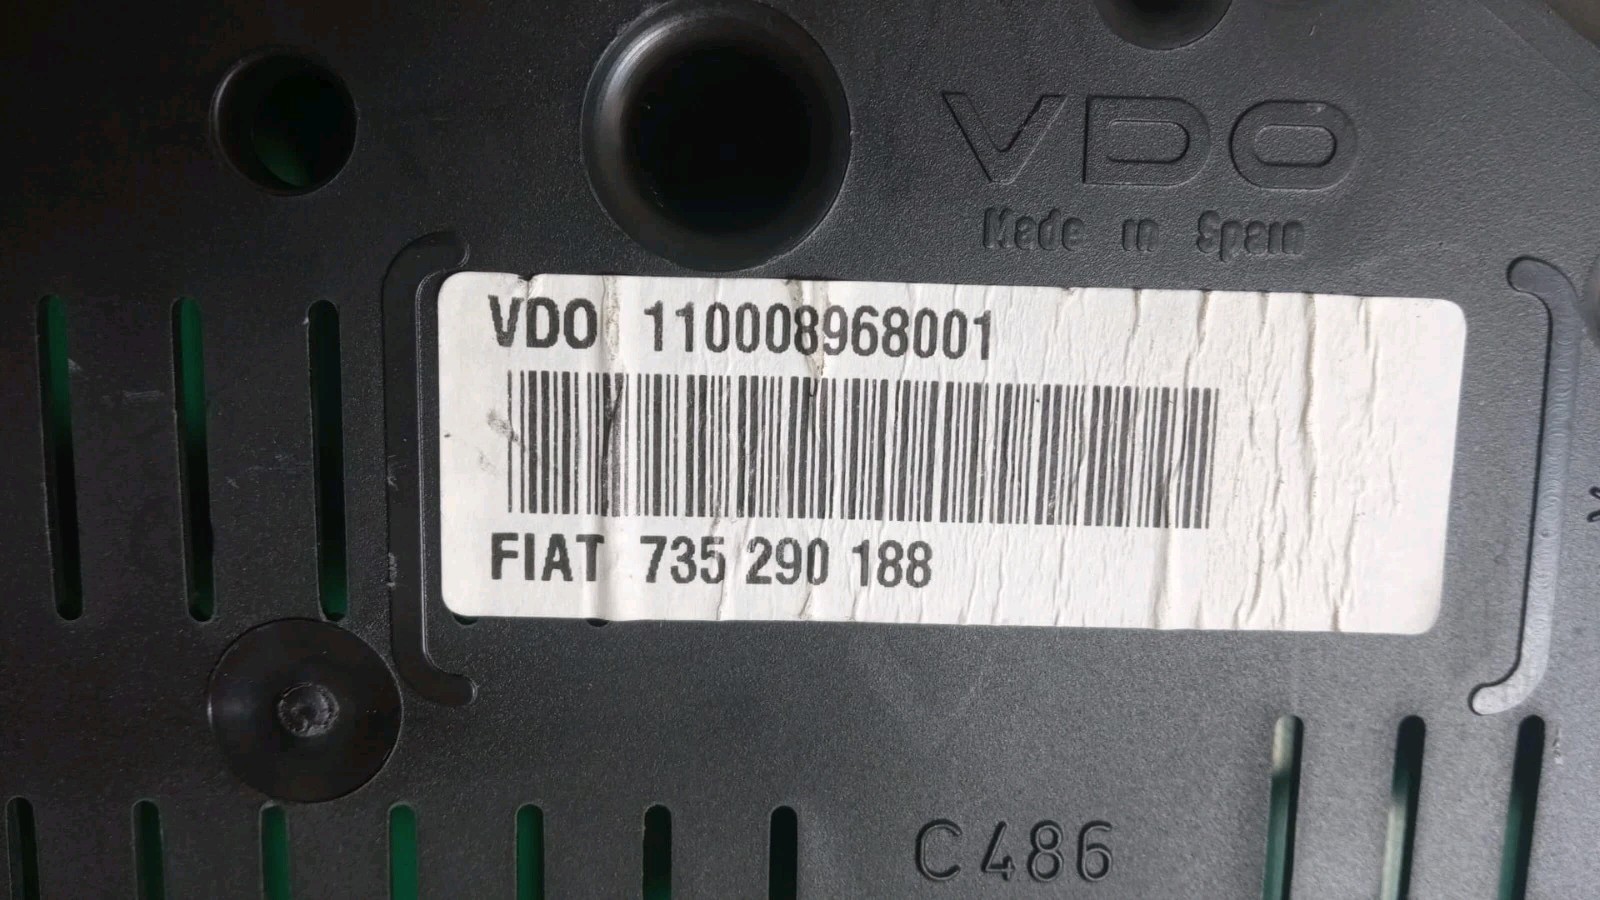 VDO
Made in Spain
VDO 110008968001
FIAT 735 290 188
C486